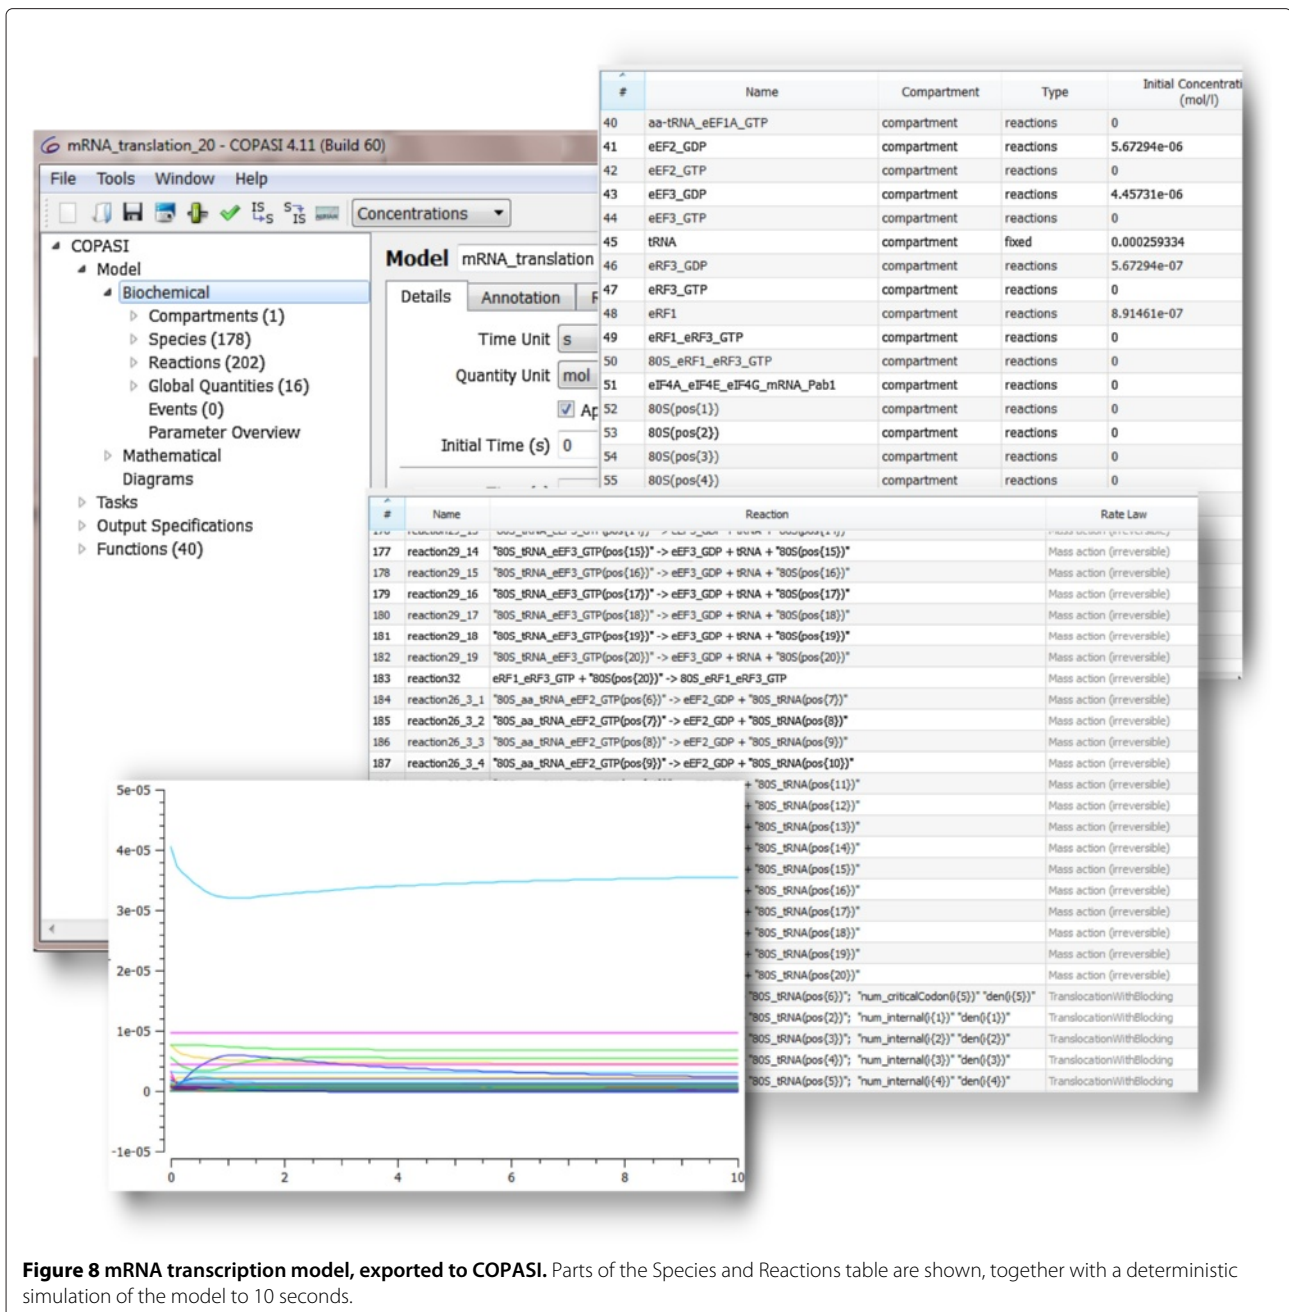 mRNA_translation_20 - COPASI 4.11 (Build 60)
File Tools Window Help
Concentrations
COPASI
Model
Biochemical
Compartments (1)
Species (178)
Reactions (202)
Global Quantities (16)
Events (0)
Parameter Overview
Mathematical
Diagrams
Tasks
Output Specifications
Functions (40)
Model mRNA_translation
Details Annotation
Time Unit s
Quantity Unit mol
Initial Time (s) 0
# Name Compartment Type Initial Concentrati
(mol/l)
40 aa-tRNA_eEF1A_GTP compartment reactions 0
41 eEF2_GDP compartment reactions 5.67294e-06
42 eEF2_GTP compartment reactions 0
43 eEF3_GDP compartment reactions 4.45731e-06
44 eEF3_GTP compartment reactions 0
45 tRNA compartment fixed 0.000259334
46 eRF3_GDP compartment reactions 5.67294e-07
47 eRF3_GTP compartment reactions 0
48 eRF1 compartment reactions 8.91461e-07
49 eRF1_eRF3_GTP compartment reactions 0
50 80S_eRF1_eRF3_GTP compartment reactions 0
51 eIF4A_eIF4E_eIF4G_mRNA_Pab1 compartment reactions 0
52 80S(pos{1}) compartment reactions 0
53 80S(pos{2}) compartment reactions 0
54 80S(pos{3}) compartment reactions 0
55 80S(pos{4}) compartment reactions 0
# Name Reaction Rate Law
177 reaction29_14 "80S_tRNA_eEF3_GTP(pos{15})" -> eEF3_GDP + tRNA + "80S(pos{15})" Mass action (irreversible)
178 reaction29_15 "80S_tRNA_eEF3_GTP(pos{16})" -> eEF3_GDP + tRNA + "80S(pos{16})" Mass action (irreversible)
179 reaction29_16 "80S_tRNA_eEF3_GTP(pos{17})" -> eEF3_GDP + tRNA + "80S(pos{17})" Mass action (irreversible)
180 reaction29_17 "80S_tRNA_eEF3_GTP(pos{18})" -> eEF3_GDP + tRNA + "80S(pos{18})" Mass action (irreversible)
181 reaction29_18 "80S_tRNA_eEF3_GTP(pos{19})" -> eEF3_GDP + tRNA + "80S(pos{19})" Mass action (irreversible)
182 reaction29_19 "80S_tRNA_eEF3_GTP(pos{20})" -> eEF3_GDP + tRNA + "80S(pos{20})" Mass action (irreversible)
183 reaction32 eRF1_eRF3_GTP + "80S(pos{20})" -> 80S_eRF1_eRF3_GTP Mass action (irreversible)
184 reaction26_3_1 "80S_aa_tRNA_eEF2_GTP(pos{6})" -> eEF2_GDP + "80S_tRNA(pos{7})" Mass action (irreversible)
185 reaction26_3_2 "80S_aa_tRNA_eEF2_GTP(pos{7})" -> eEF2_GDP + "80S_tRNA(pos{8})" Mass action (irreversible)
186 reaction26_3_3 "80S_aa_tRNA_eEF2_GTP(pos{8})" -> eEF2_GDP + "80S_tRNA(pos{9})" Mass action (irreversible)
187 reaction26_3_4 "80S_aa_tRNA_eEF2_GTP(pos{9})" -> eEF2_GDP + "80S_tRNA(pos{10})" Mass action (irreversible)
+ "80S_tRNA(pos{11})" Mass action (irreversible)
+ "80S_tRNA(pos{12})" Mass action (irreversible)
+ "80S_tRNA(pos{13})" Mass action (irreversible)
+ "80S_tRNA(pos{14})" Mass action (irreversible)
+ "80S_tRNA(pos{15})" Mass action (irreversible)
+ "80S_tRNA(pos{16})" Mass action (irreversible)
+ "80S_tRNA(pos{17})" Mass action (irreversible)
+ "80S_tRNA(pos{18})" Mass action (irreversible)
+ "80S_tRNA(pos{19})" Mass action (irreversible)
+ "80S_tRNA(pos{20})" Mass action (irreversible)
"80S_tRNA(pos{6})"; "num_criticalCodon(i{5})" "den(i{5})" TranslocationWithBlocking
"80S_tRNA(pos{2})"; "num_internal(i{1})" "den(i{1})" TranslocationWithBlocking
"80S_tRNA(pos{3})"; "num_internal(i{2})" "den(i{2})" TranslocationWithBlocking
"80S_tRNA(pos{4})"; "num_internal(i{3})" "den(i{3})" TranslocationWithBlocking
"80S_tRNA(pos{5})"; "num_internal(i{4})" "den(i{4})" TranslocationWithBlocking
5e-05
4e-05
3e-05
2e-05
1e-05
0
-1e-05
0 2 4 6 8 10
Figure 8 mRNA transcription model, exported to COPASI. Parts of the Species and Reactions table are shown, together with a deterministic
simulation of the model to 10 seconds.